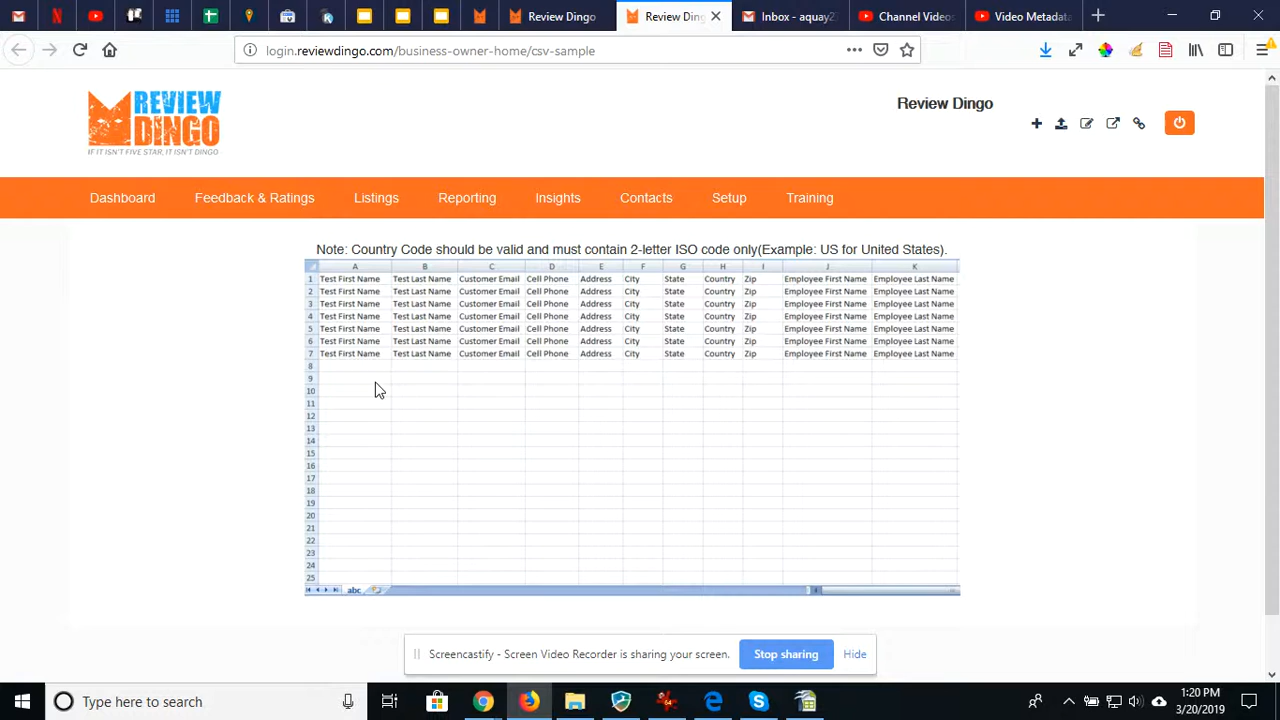 Review Dingo
Review Ding
Inbox - aquay2
Channel Videos
Video Metadata
login.reviewdingo.com/business-owner-home/csv-sample
REVIEW
DINGO
IF IT ISN'T FIVE STAR, IT ISN'T DINGO
Review Dingo
Dashboard Feedback & Ratings Listings Reporting Insights Contacts Setup Training
Note: Country Code should be valid and must contain 2-letter ISO code only(Example: US for United States).
A B C D E F G H I J K
1 Test First Name Test Last Name Customer Email Cell Phone Address City State Country Zip Employee First Name Employee Last Name
2 Test First Name Test Last Name Customer Email Cell Phone Address City State Country Zip Employee First Name Employee Last Name
3 Test First Name Test Last Name Customer Email Cell Phone Address City State Country Zip Employee First Name Employee Last Name
4 Test First Name Test Last Name Customer Email Cell Phone Address City State Country Zip Employee First Name Employee Last Name
5 Test First Name Test Last Name Customer Email Cell Phone Address City State Country Zip Employee First Name Employee Last Name
6 Test First Name Test Last Name Customer Email Cell Phone Address City State Country Zip Employee First Name Employee Last Name
7 Test First Name Test Last Name Customer Email Cell Phone Address City State Country Zip Employee First Name Employee Last Name
8
9
10
11
12
13
14
15
16
17
18
19
20
21
22
23
24
25
abc
Screencastify - Screen Video Recorder is sharing your screen. Stop sharing Hide
Type here to search
1:20 PM
3/20/2019